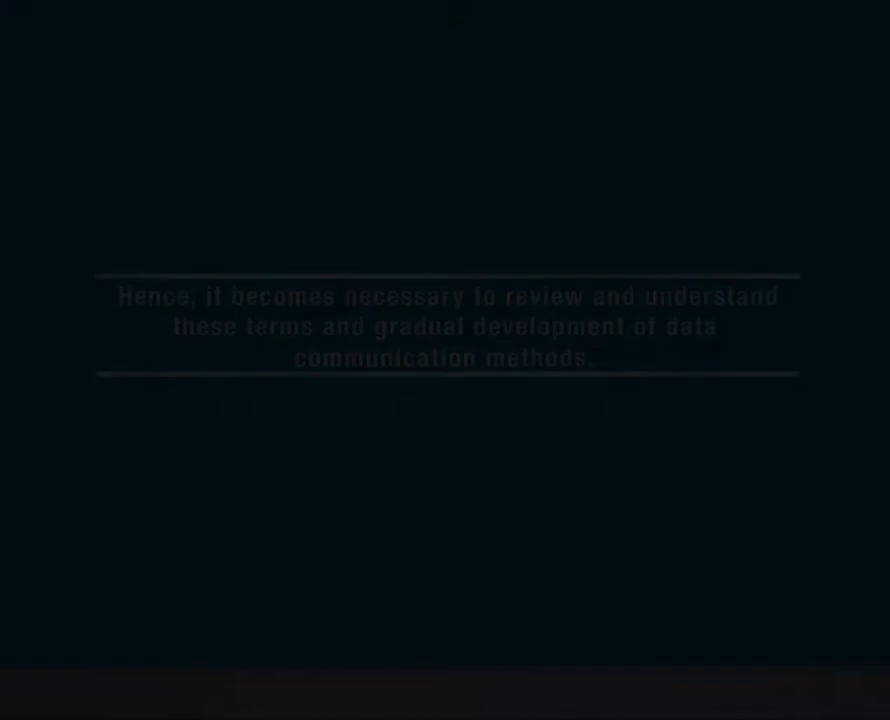 Hence, it becomes necessary to review and understand
these terms and gradual development of data
communication methods.